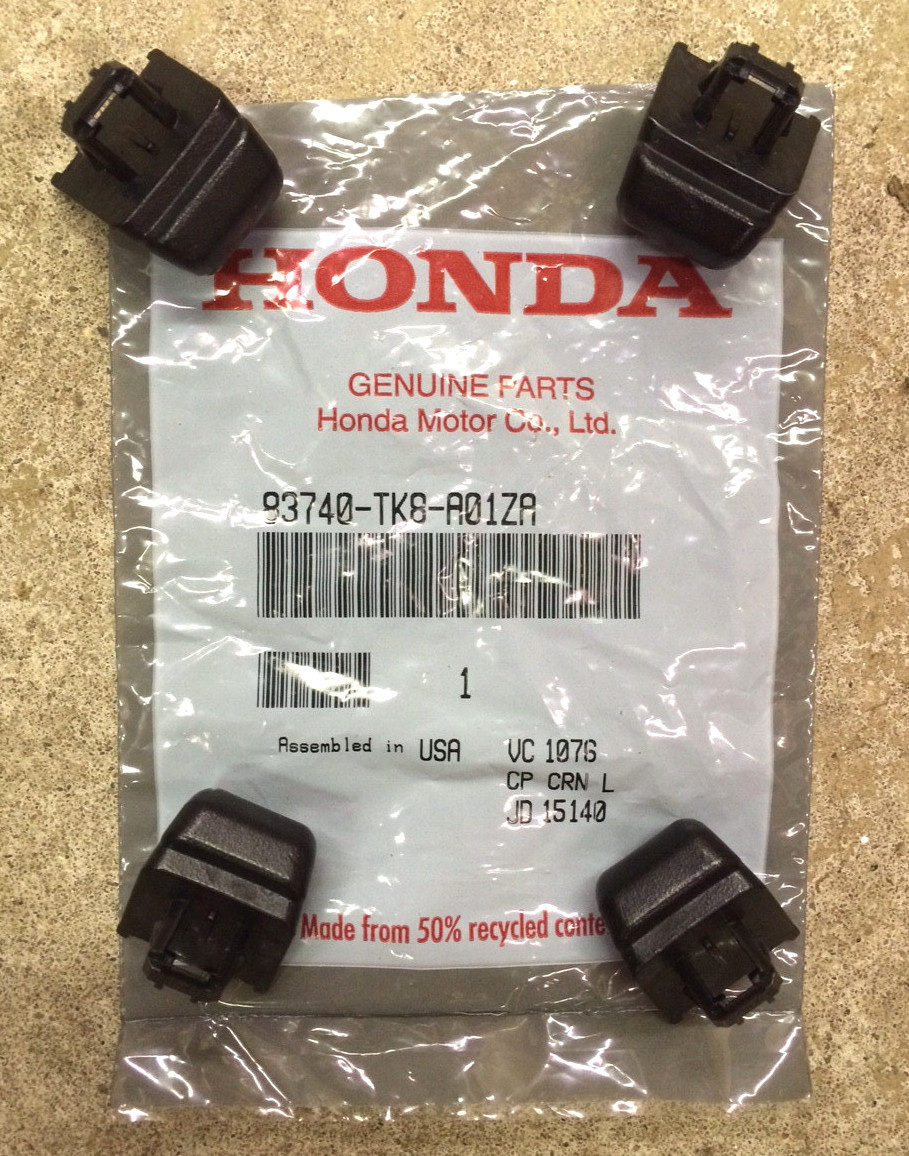 HONDA
GENUINE PARTS
Honda Motor Co., Ltd.
83740-TK8-A01ZA
1
Assembled in USA VC 107G
CP CRN L
JD 15140
Made from 50% recycled conte